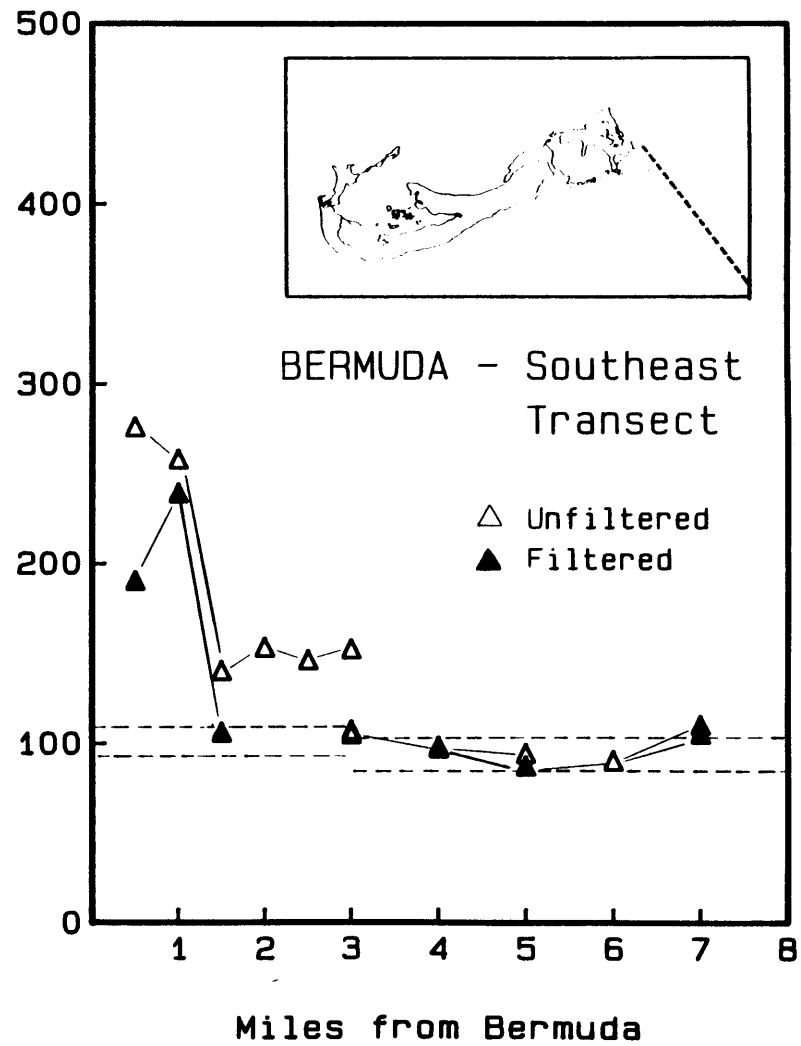 500
400
300
200
100
0
BERMUDA - Southeast
Transect
Unfiltered
Filtered
1 2 3 4 5 6 7 8
Miles from Bermuda